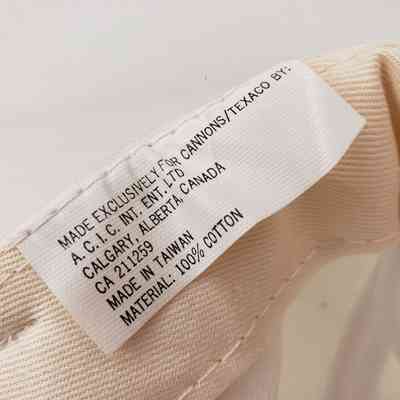 MADE EXCLUSIVELY FOR CANNONS/TEXACO BY:
A. C. I. C. INT. ENT. LTD
CALGARY, ALBERTA, CANADA
CA 211259
MADE IN TAIWAN
MATERIAL: 100% COTTON